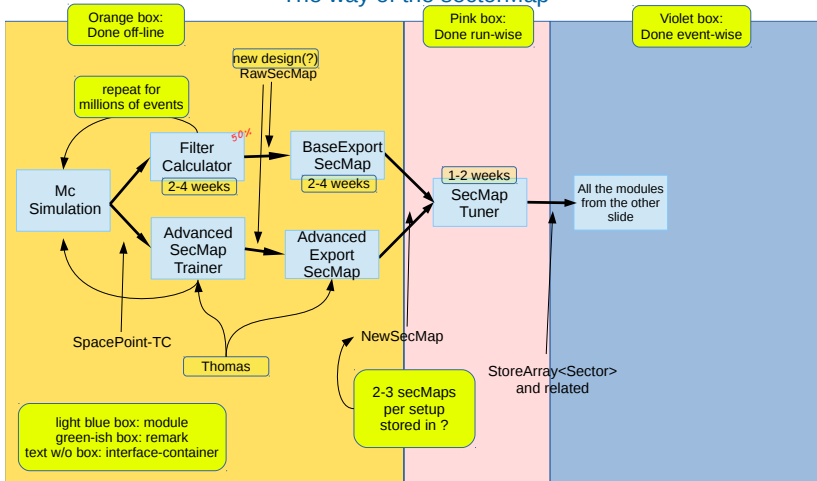 The way of the sectorMap
Orange box:
Done off-line
Pink box:
Done run-wise
Violet box:
Done event-wise
new design(?)
RawSecMap
repeat for
millions of events
50%
Filter
Calculator
2-4 weeks
BaseExport
SecMap
2-4 weeks
Mc
Simulation
1-2 weeks
SecMap
Tuner
All the modules
from the other
slide
Advanced
SecMap
Trainer
Advanced
Export
SecMap
SpacePoint-TC
NewSecMap
Thomas
StoreArray<Sector>
and related
2-3 secMaps
per setup
stored in ?
light blue box: module
green-ish box: remark
text w/o box: interface-container